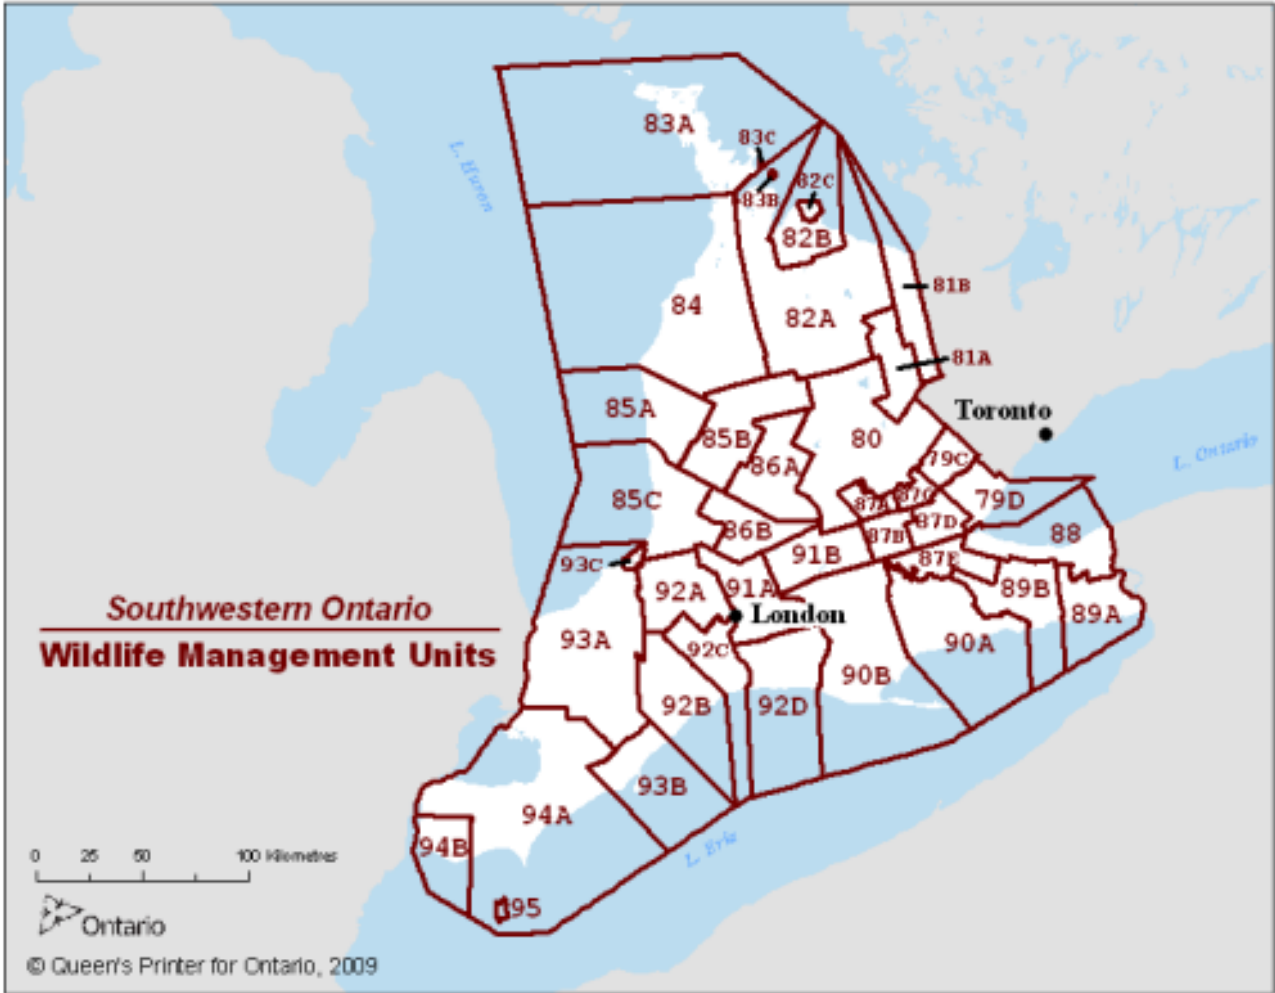 83A
83C
L. Huron
82C
83B
82B
81B
84
82A
81A
85A
Toronto
85B
80
L. Ontario
79C
86A
85C
87A
87C
79D
87D
86B
88
87B
91B
87E
93C
92A
91A
89B
Southwestern Ontario
London
89A
93A
90A
Wildlife Management Units
92C
90B
92B
92D
93B
94A
94B
L. Erie
0 25 50 100 Kilometres
95
Ontario
© Queen's Printer for Ontario, 2009